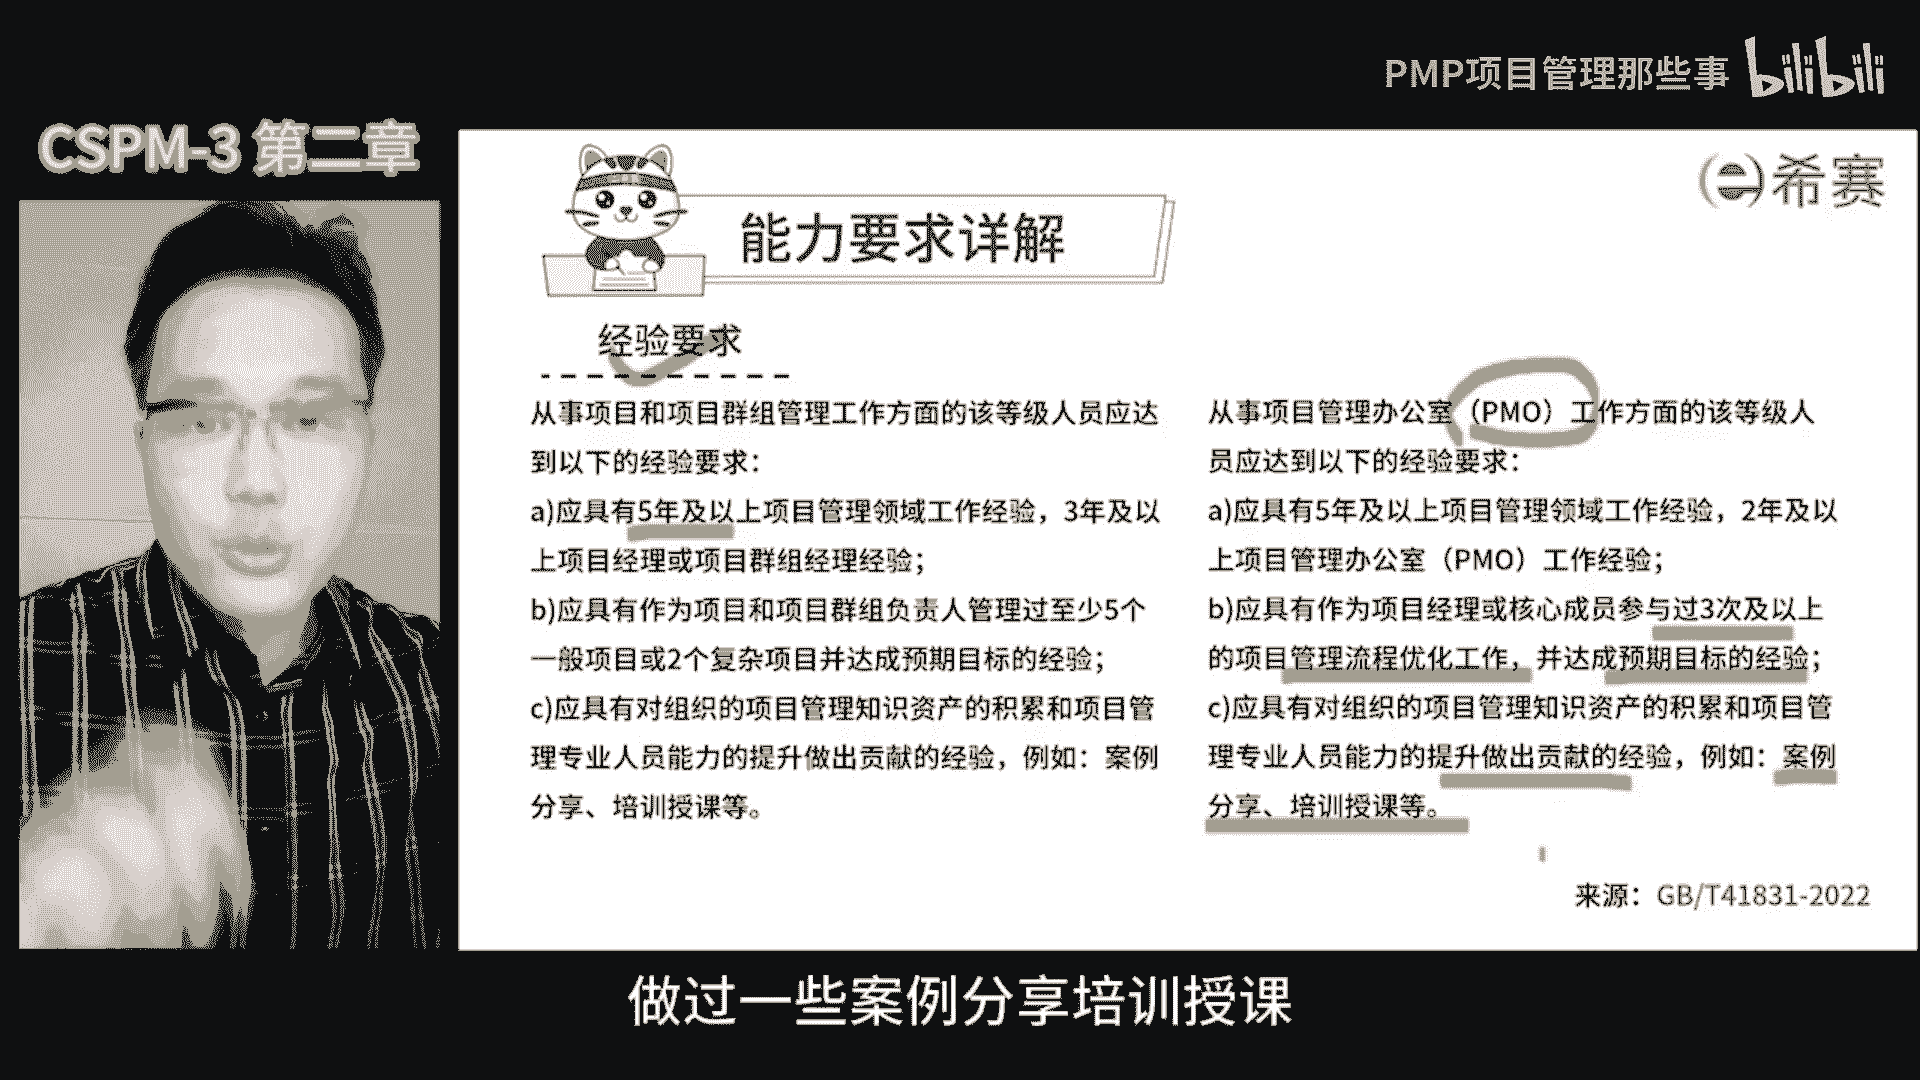 PMP项目管理那些事 bilibili
CSPM-3 第二章
希赛
能力要求详解
经验要求
从事项目和项目群组管理工作方面的该等级人员应达
到以下的经验要求：
a)应具有5年及以上项目管理领域工作经验，3年及以
上项目经理或项目群组经理经验；
b)应具有作为项目和项目群组负责人管理过至少5个
一般项目或2个复杂项目并达成预期目标的经验；
c)应具有对组织的项目管理知识资产的积累和项目管
理专业人员能力的提升做出贡献的经验，例如：案例
分享、培训授课等。
从事项目管理办公室（PMO）工作方面的该等级人
员应达到以下的经验要求：
a)应具有5年及以上项目管理领域工作经验，2年及以
上项目管理办公室（PMO）工作经验；
b)应具有作为项目经理或核心成员参与过3次及以上
的项目管理流程优化工作，并达成预期目标的经验；
c)应具有对组织的项目管理知识资产的积累和项目管
理专业人员能力的提升做出贡献的经验，例如：案例
分享、培训授课等。
来源：GB/T41831-2022
做过一些案例分享培训授课